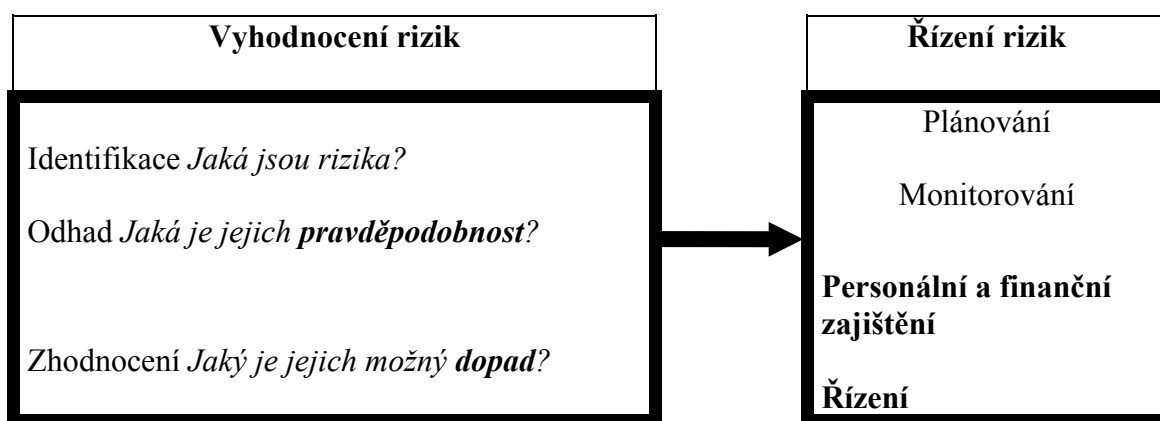 Vyhodnocení rizik
Identifikace Jaká jsou rizika?
Odhad Jaká je jejich pravděpodobnost?
Zhodnocení Jaký je jejich možný dopad?
Řízení rizik
Plánování
Monitorování
Personální a finanční
zajištění
Řízení